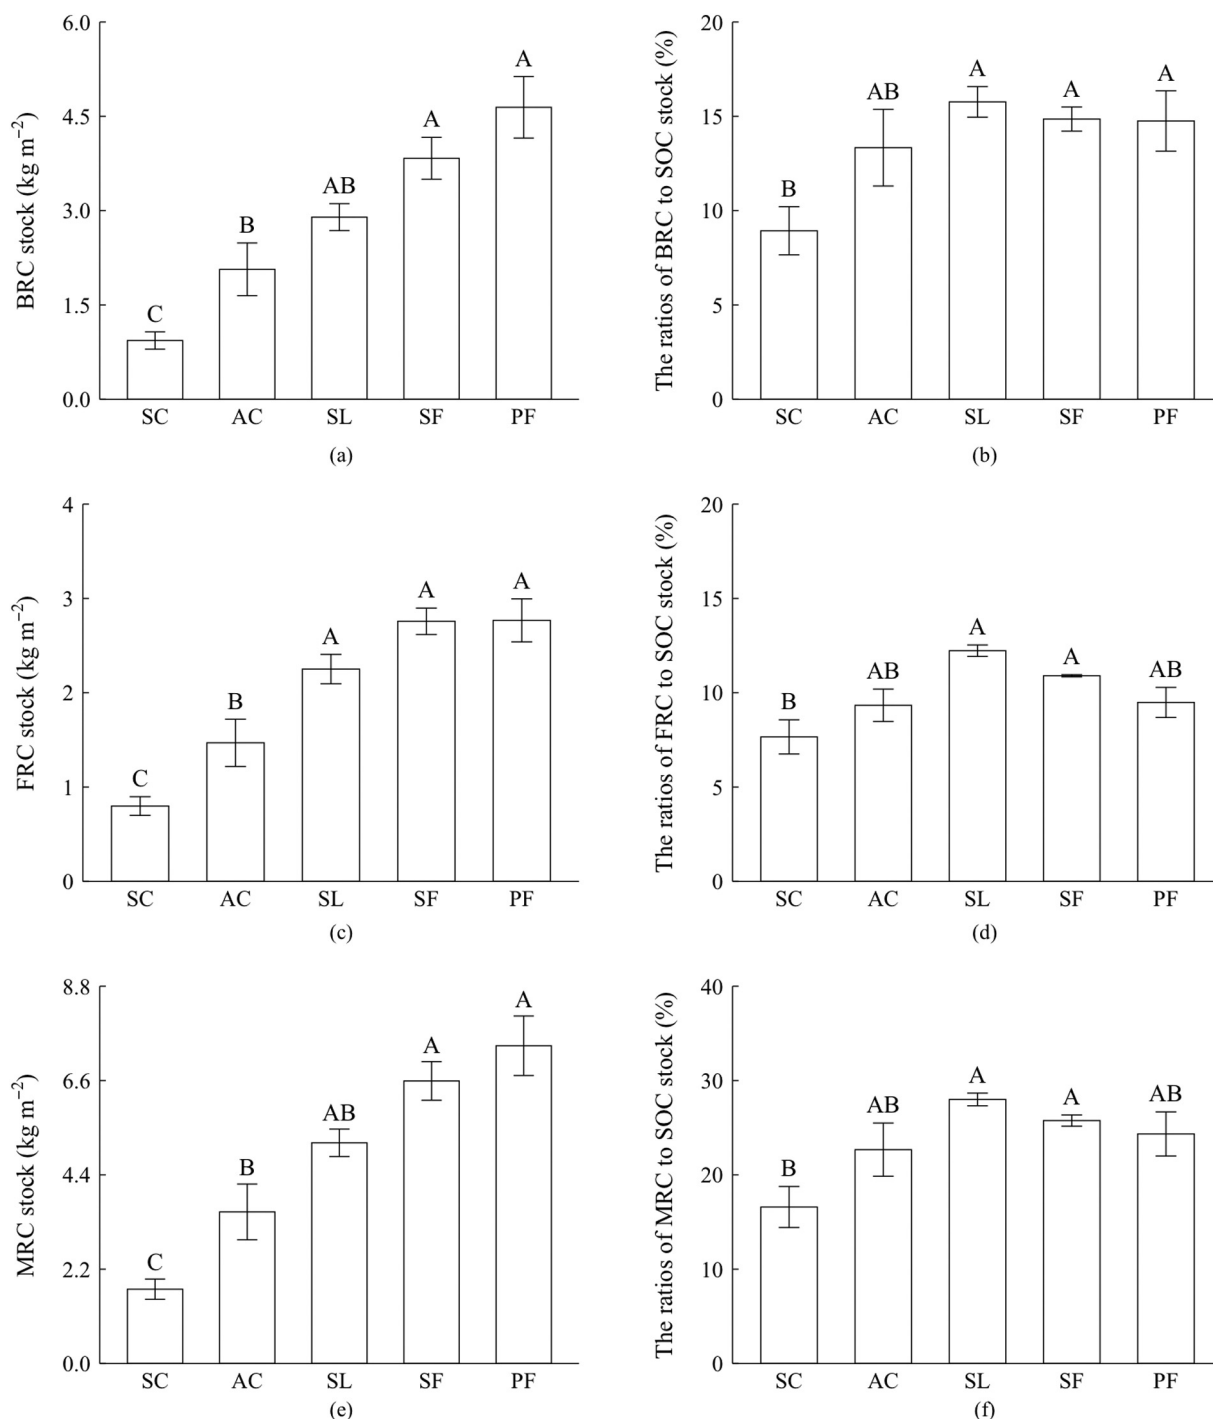 BRC stock (kg m⁻²)
6.0
4.5
3.0
1.5
0.0
C
B
AB
A
A
SC AC SL SF PF
(a)
The ratios of BRC to SOC stock (%)
20
15
10
5
0
B
AB
A
A
A
SC AC SL SF PF
(b)
FRC stock (kg m⁻²)
4
3
2
1
0
C
B
A
A
A
SC AC SL SF PF
(c)
The ratios of FRC to SOC stock (%)
20
15
10
5
0
B
AB
A
A
AB
SC AC SL SF PF
(d)
MRC stock (kg m⁻²)
8.8
6.6
4.4
2.2
0.0
C
B
AB
A
A
SC AC SL SF PF
(e)
The ratios of MRC to SOC stock (%)
40
30
20
10
0
B
AB
A
A
AB
SC AC SL SF PF
(f)